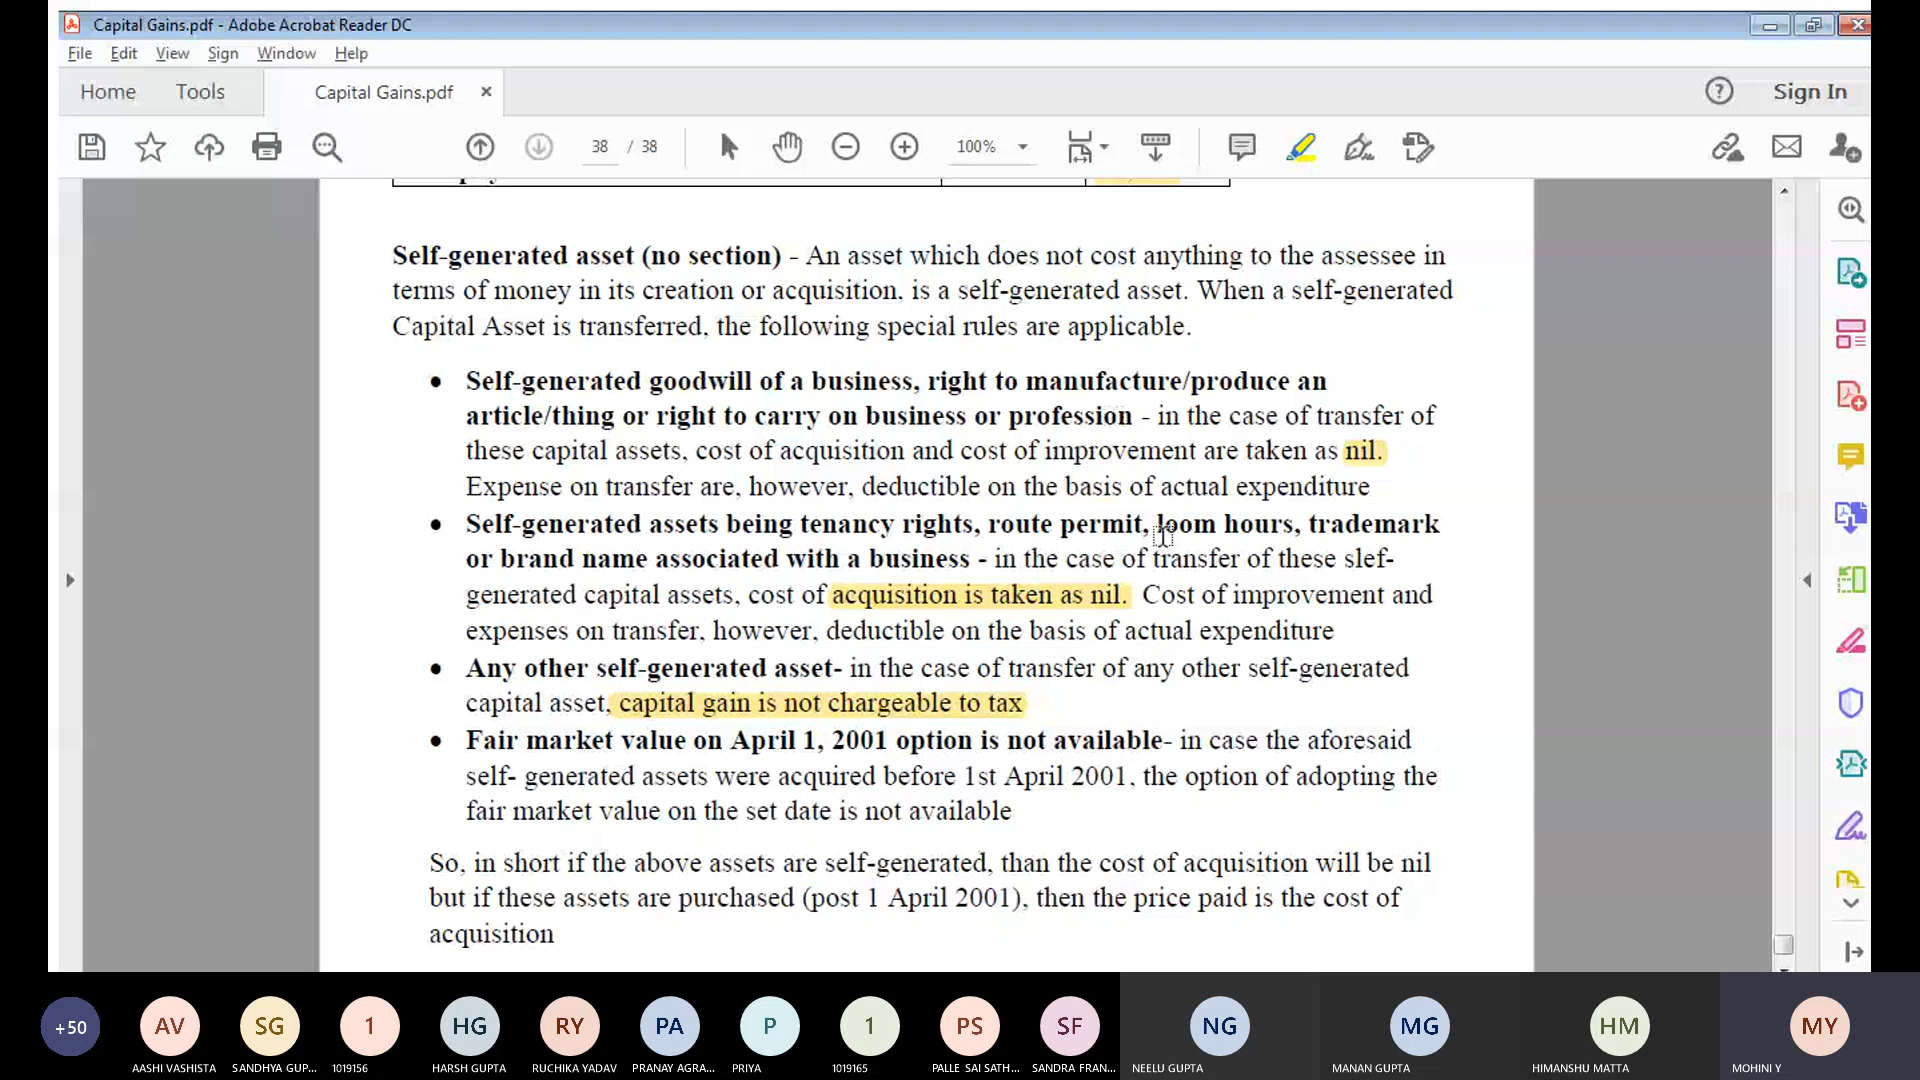 Capital Gains.pdf - Adobe Acrobat Reader DC
File Edit View Sign Window Help
Home Tools Capital Gains.pdf × Sign In
38 / 38 100%
Self-generated asset (no section) - An asset which does not cost anything to the assessee in
terms of money in its creation or acquisition, is a self-generated asset. When a self-generated
Capital Asset is transferred, the following special rules are applicable.
• Self-generated goodwill of a business, right to manufacture/produce an
article/thing or right to carry on business or profession - in the case of transfer of
these capital assets, cost of acquisition and cost of improvement are taken as nil.
Expense on transfer are, however, deductible on the basis of actual expenditure
• Self-generated assets being tenancy rights, route permit, loom hours, trademark
or brand name associated with a business - in the case of transfer of these slef-
generated capital assets, cost of acquisition is taken as nil. Cost of improvement and
expenses on transfer, however, deductible on the basis of actual expenditure
• Any other self-generated asset- in the case of transfer of any other self-generated
capital asset, capital gain is not chargeable to tax
• Fair market value on April 1, 2001 option is not available- in case the aforesaid
self- generated assets were acquired before 1st April 2001, the option of adopting the
fair market value on the set date is not available
So, in short if the above assets are self-generated, than the cost of acquisition will be nil
but if these assets are purchased (post 1 April 2001), then the price paid is the cost of
acquisition
+50 AV SG 1 HG RY PA P 1 PS SF NG MG HM MY
AASHI VASHISTA SANDHYA GUP... 1019156 HARSH GUPTA RUCHIKA YADAV PRANAY AGRA... PRIYA 1019165 PALLE SAI SATH... SANDRA FRAN... NEELU GUPTA MANAN GUPTA HIMANSHU MATTA MOHINI Y